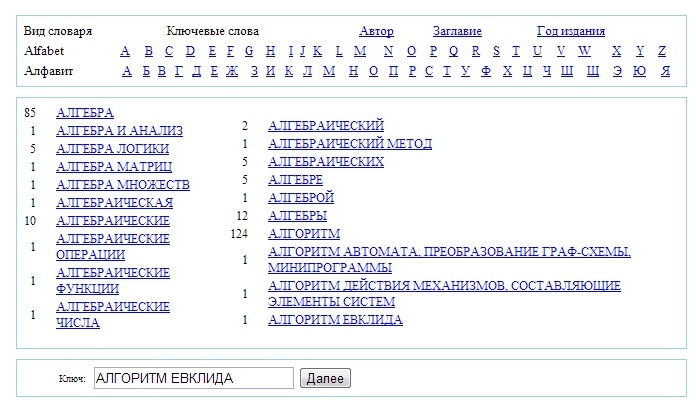 Вид словаря Ключевые слова Автор Заглавие Год издания
Alfabet A B C D E F G H I J K L M N O P Q R S T U V W X Y Z
Алфавит А Б В Г Д Е Ж З И К Л М Н О П Р С Т У Ф Х Ц Ч Ш Щ Э Ю Я
85 АЛГЕБРА
1 АЛГЕБРА И АНАЛИЗ
5 АЛГЕБРА ЛОГИКИ
1 АЛГЕБРА МАТРИЦ
1 АЛГЕБРА МНОЖЕСТВ
1 АЛГЕБРАИЧЕСКАЯ
10 АЛГЕБРАИЧЕСКИЕ
1 АЛГЕБРАИЧЕСКИЕ
ОПЕРАЦИИ
1 АЛГЕБРАИЧЕСКИЕ
ФУНКЦИИ
1 АЛГЕБРАИЧЕСКИЕ
ЧИСЛА
2 АЛГЕБРАИЧЕСКИЙ
1 АЛГЕБРАИЧЕСКИЙ МЕТОД
5 АЛГЕБРАИЧЕСКИХ
5 АЛГЕБРЕ
1 АЛГЕБРОЙ
12 АЛГЕБРЫ
124 АЛГОРИТМ
1 АЛГОРИТМ АВТОМАТА, ПРЕОБРАЗОВАНИЕ ГРАФ-СХЕМЫ,
МИНИПРОГРАММЫ
1 АЛГОРИТМ ДЕЙСТВИЯ МЕХАНИЗМОВ, СОСТАВЛЯЮЩИЕ
ЭЛЕМЕНТЫ СИСТЕМ
1 АЛГОРИТМ ЕВКЛИДА
Ключ: АЛГОРИТМ ЕВКЛИДА Далее